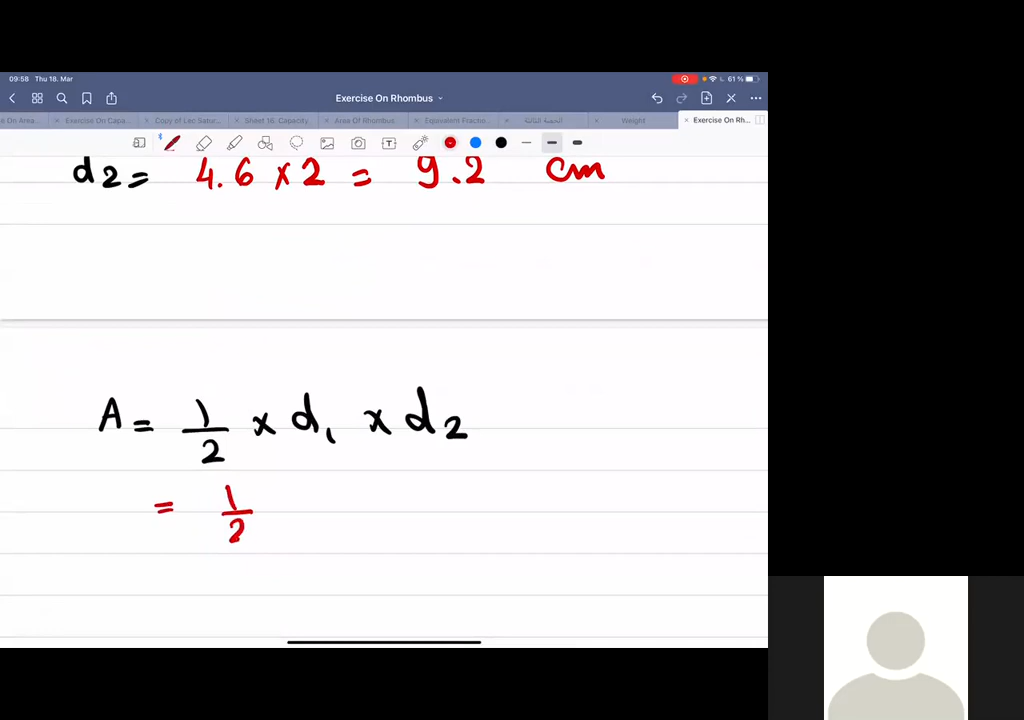 09:58 Thu 18. Mar
61 %
Exercise On Rhombus
e On Area... Exercise On Capa... Copy of Lec Satur... Sheet 16. Capacity... Area Of Rhombus. Equivalent Fractio... الحصة الثالثة Weight Exercise On Rh...
d2 = 4.6 × 2 = 9.2 cm
A = 1/2 × d1 × d2
= 1/2